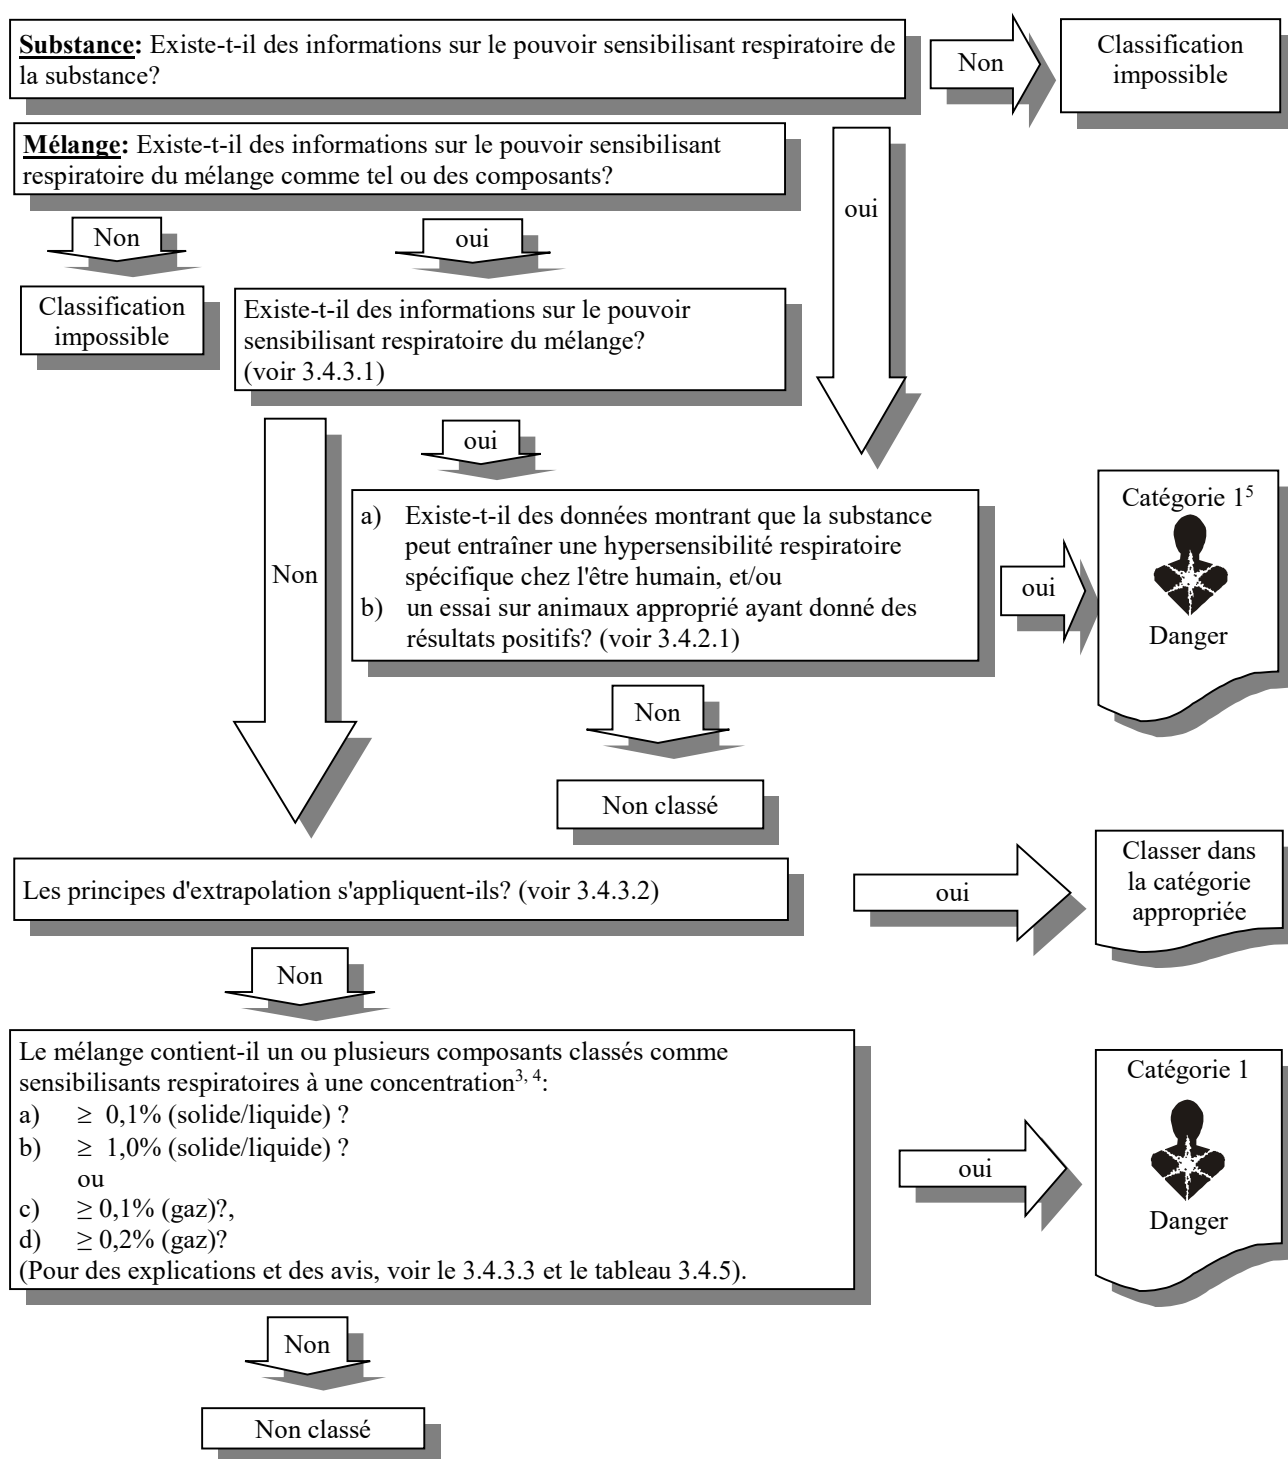 Substance: Existe-t-il des informations sur le pouvoir sensibilisant respiratoire de
la substance?
Non
Classification
impossible
Mélange: Existe-t-il des informations sur le pouvoir sensibilisant
respiratoire du mélange comme tel ou des composants?
oui
Non
oui
Classification
impossible
Existe-t-il des informations sur le pouvoir
sensibilisant respiratoire du mélange?
(voir 3.4.3.1)
Non
oui
a) Existe-t-il des données montrant que la substance
peut entraîner une hypersensibilité respiratoire
spécifique chez l'être humain, et/ou
b) un essai sur animaux approprié ayant donné des
résultats positifs? (voir 3.4.2.1)
oui
Catégorie 1⁵
Danger
Non
Non classé
Les principes d'extrapolation s'appliquent-ils? (voir 3.4.3.2)
oui
Classer dans
la catégorie
appropriée
Non
Le mélange contient-il un ou plusieurs composants classés comme
sensibilisants respiratoires à une concentration³, ⁴:
a) ≥ 0,1% (solide/liquide) ?
b) ≥ 1,0% (solide/liquide) ?
ou
c) ≥ 0,1% (gaz)?,
d) ≥ 0,2% (gaz)?
(Pour des explications et des avis, voir le 3.4.3.3 et le tableau 3.4.5).
oui
Catégorie 1
Danger
Non
Non classé